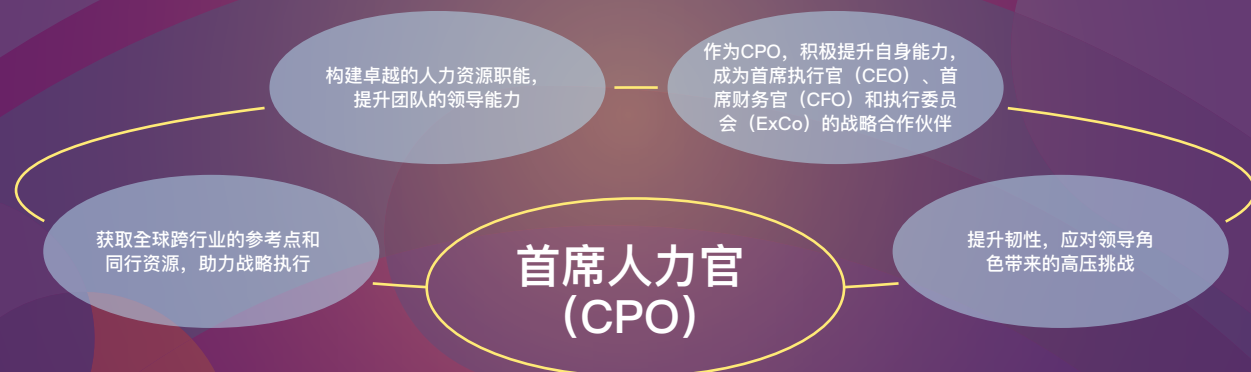 构建卓越的人力资源职能，
提升团队的领导能力
作为CPO，积极提升自身能力，
成为首席执行官（CEO）、首
席财务官（CFO）和执行委员
会（ExCo）的战略合作伙伴
获取全球跨行业的参考点和
同行资源，助力战略执行
首席人力官
（CPO）
提升韧性，应对领导角
色带来的高压挑战